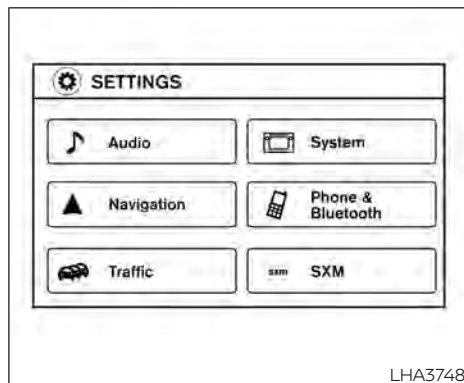 SETTINGS
Audio
System
Navigation
Phone &
Bluetooth
Traffic
sxm
SXM
LHA3748